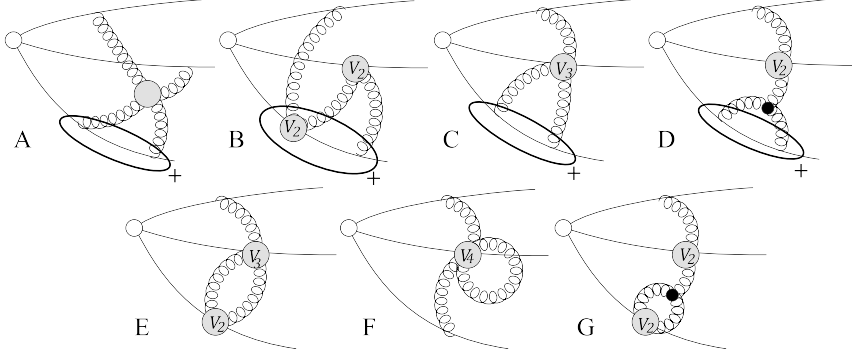 V₂
V₃
V₂
A
B
V₂
C
D
+
+
+
+
V₃
V₄
V₂
E
V₂
F
G
V₂